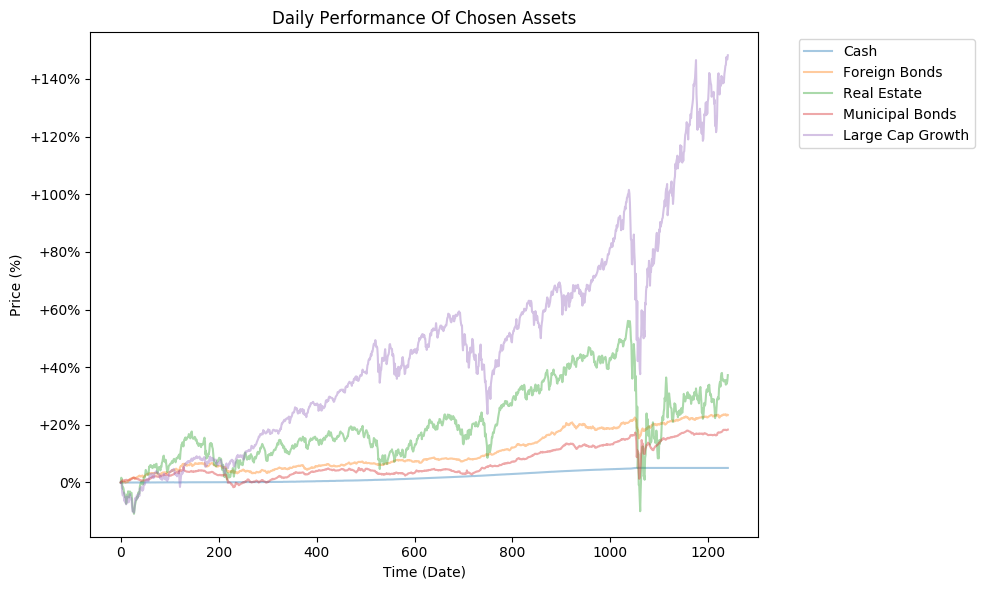 Daily Performance Of Chosen Assets
Cash
Foreign Bonds
Real Estate
Municipal Bonds
Large Cap Growth
Price (%)
+140%
+120%
+100%
+80%
+60%
+40%
+20%
0%
0 200 400 600 800 1000 1200
Time (Date)